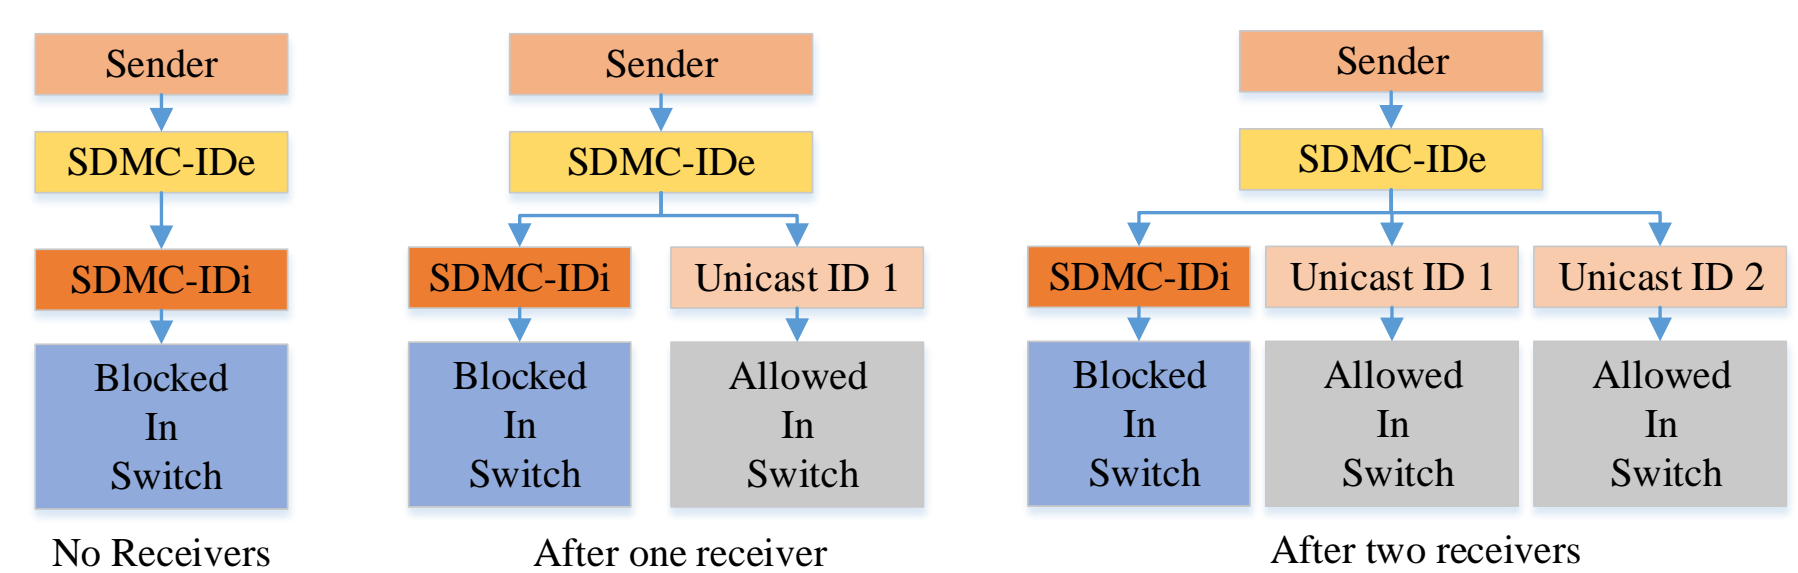 Sender
SDMC-IDe
SDMC-IDi
Blocked
In
Switch
No Receivers
Sender
SDMC-IDe
SDMC-IDi
Unicast ID 1
Blocked
In
Switch
Allowed
In
Switch
After one receiver
Sender
SDMC-IDe
SDMC-IDi
Unicast ID 1
Unicast ID 2
Blocked
In
Switch
Allowed
In
Switch
Allowed
In
Switch
After two receivers